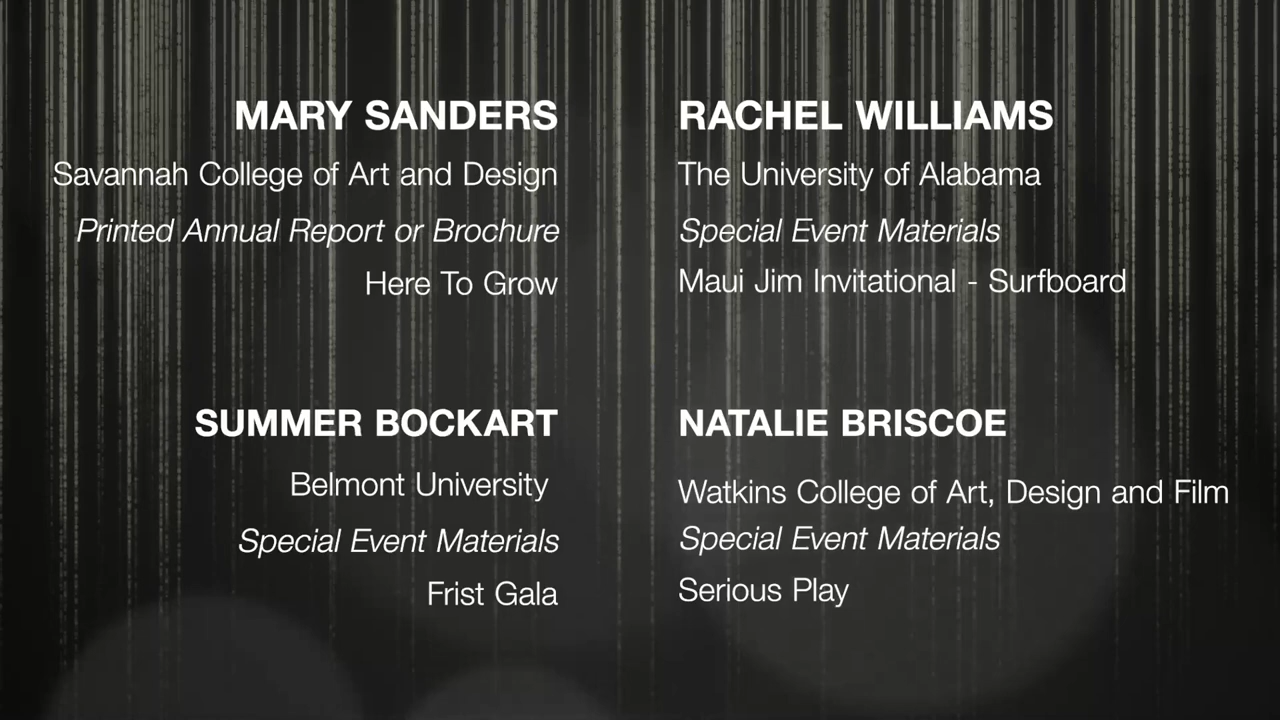 MARY SANDERS
Savannah College of Art and Design
Printed Annual Report or Brochure
Here To Grow
RACHEL WILLIAMS
The University of Alabama
Special Event Materials
Maui Jim Invitational - Surfboard
SUMMER BOCKART
Belmont University
Special Event Materials
Frist Gala
NATALIE BRISCOE
Watkins College of Art, Design and Film
Special Event Materials
Serious Play